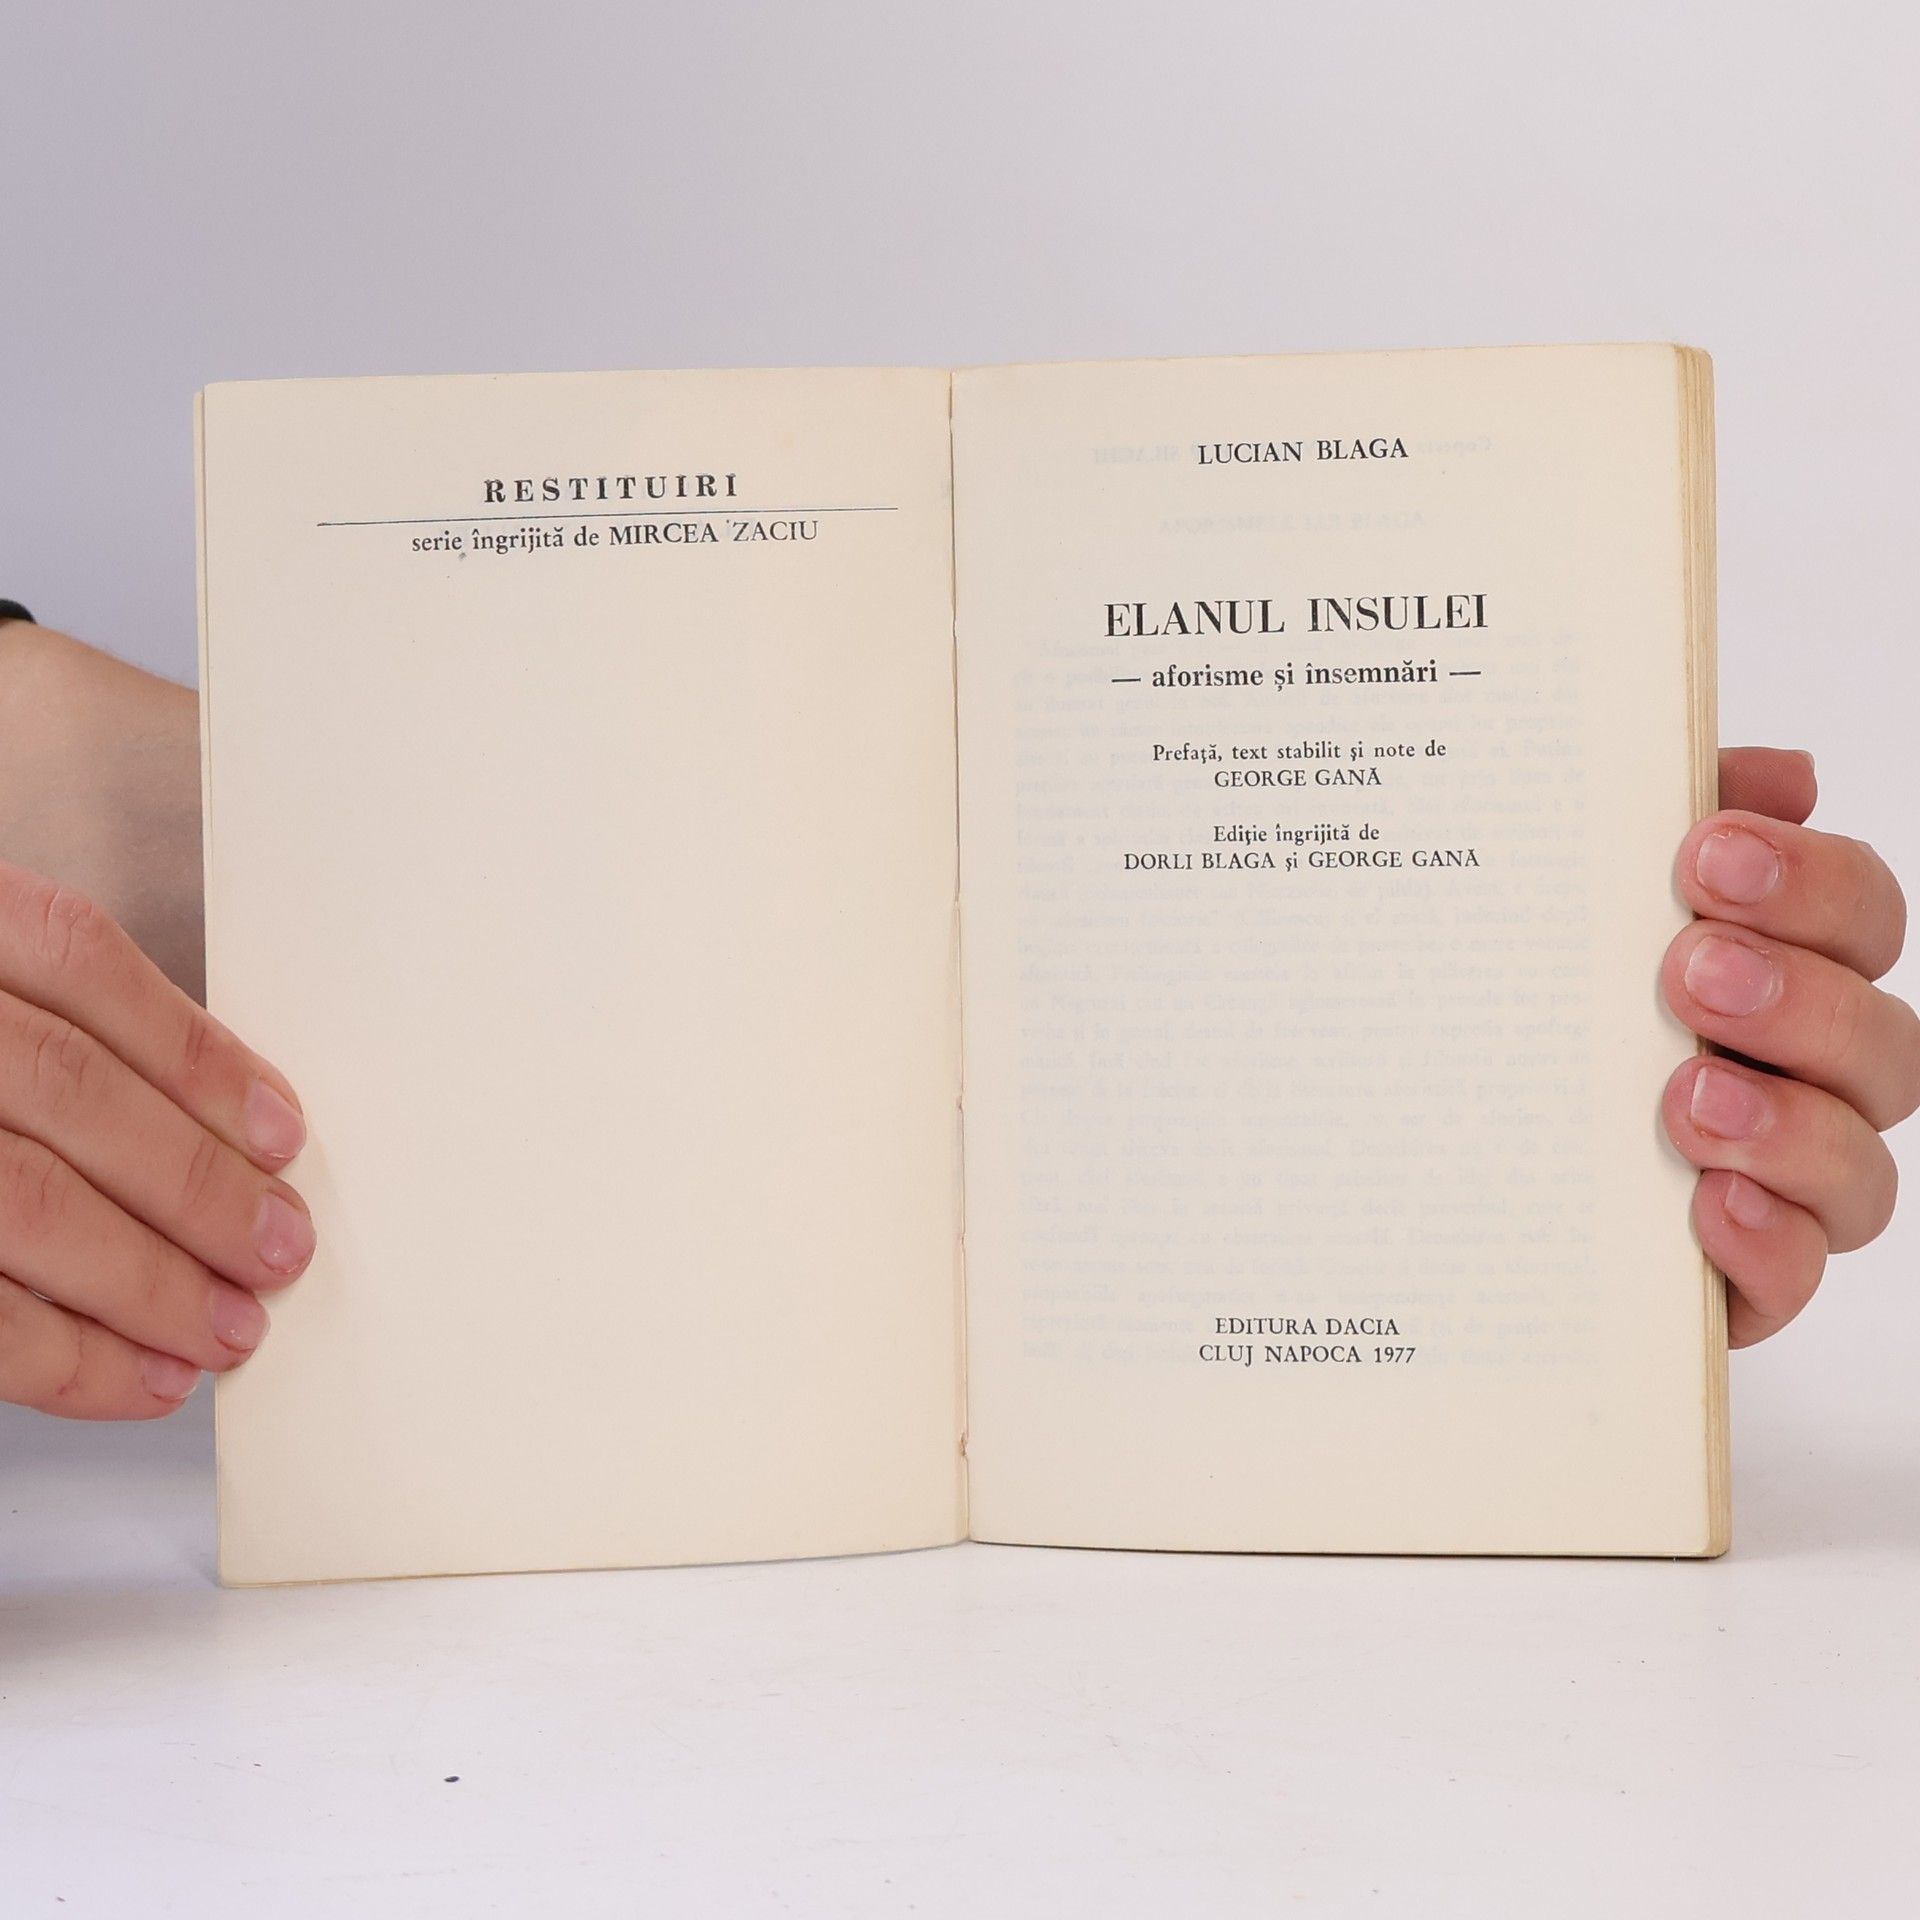 RESTITUIRI
serie îngrijită de MIRCEA ZACIU
LUCIAN BLAGA
ELANUL INSULEI
— aforisme și însemnări —
Prefață, text stabilit și note de
GEORGE GANĂ
Ediție îngrijită de
DORLI BLAGA și GEORGE GANĂ
EDITURA DACIA
CLUJ NAPOCA 1977